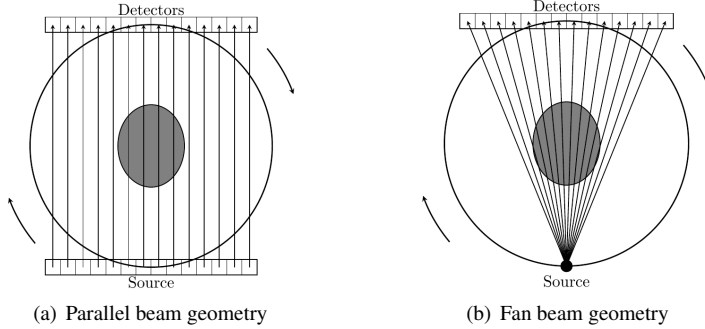 Detectors
Source
(a) Parallel beam geometry
Detectors
Source
(b) Fan beam geometry